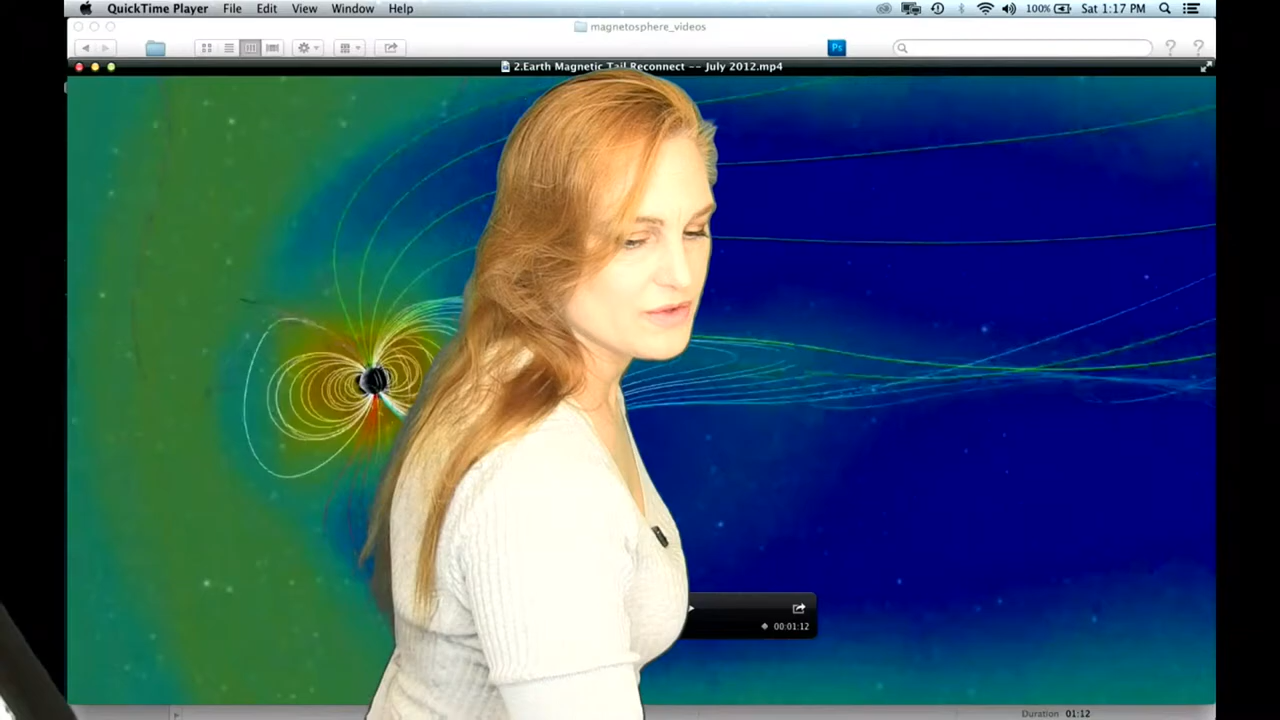 QuickTime Player File Edit View Window Help 100% Sat 1:17 PM
magnetosphere_videos
Ps
2.Earth Magnetic Tail Reconnect -- July 2012.mp4
00:01:12
Duration 01:12